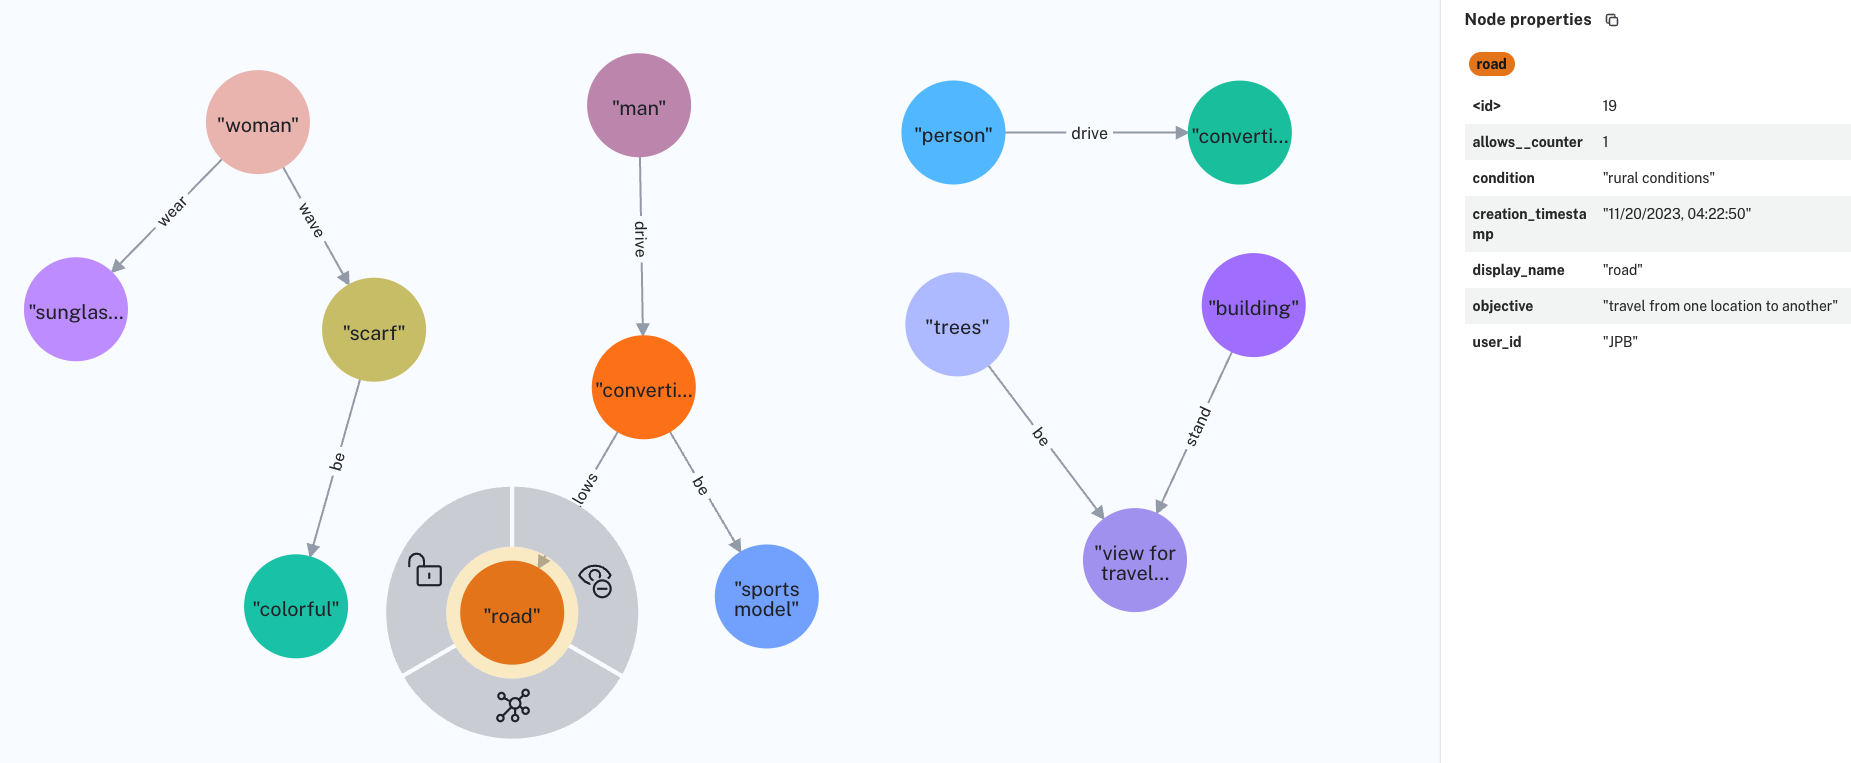 "woman"
"man"
"person"
drive
"converti...
wear
wave
drive
"sunglas...
"scarf"
"trees"
"building"
"converti...
be
lows
be
be
stand
"colorful"
"road"
"sports
model"
"view for
travel...
Node properties
road
<id> 19
allows__counter 1
condition "rural conditions"
creation_timesta "11/20/2023, 04:22:50"
mp
display_name "road"
objective "travel from one location to another"
user_id "JPB"